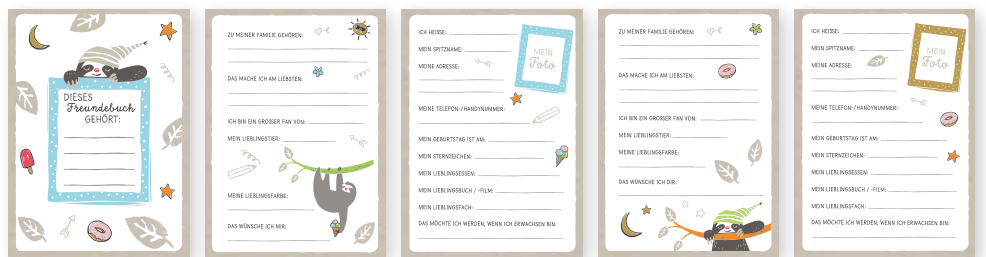 DIESES
Freundebuch
GEHÖRT:
ZU MEINER FAMILIE GEHÖREN:
DAS MACHE ICH AM LIEBSTEN:
ICH BIN EIN GROSSER FAN VON:
MEIN LIEBLINGSTIER:
MEINE LIEBLINGSFARBE:
DAS WÜNSCHE ICH MIR:
ICH HEISSE:
MEIN SPITZNAME:
MEINE ADRESSE:
MEIN
Foto
MEINE TELEFON-/HANDYNUMMER:
MEIN GEBURTSTAG IST AM:
MEIN STERNZEICHEN:
MEIN LIEBLINGSESSEN:
MEIN LIEBLINGSBUCH / -FILM:
MEIN LIEBLINGSFACH:
DAS MÖCHTE ICH WERDEN, WENN ICH ERWACHSEN BIN:
ZU MEINER FAMILIE GEHÖREN:
DAS MACHE ICH AM LIEBSTEN:
ICH BIN EIN GROSSER FAN VON:
MEIN LIEBLINGSTIER:
MEINE LIEBLINGSFARBE:
DAS WÜNSCHE ICH DIR:
ICH HEISSE:
MEIN SPITZNAME:
MEINE ADRESSE:
MEIN
Foto
MEINE TELEFON-/HANDYNUMMER:
MEIN GEBURTSTAG IST AM:
MEIN STERNZEICHEN:
MEIN LIEBLINGSESSEN:
MEIN LIEBLINGSBUCH / -FILM:
MEIN LIEBLINGSFACH:
DAS MÖCHTE ICH WERDEN, WENN ICH ERWACHSEN BIN: